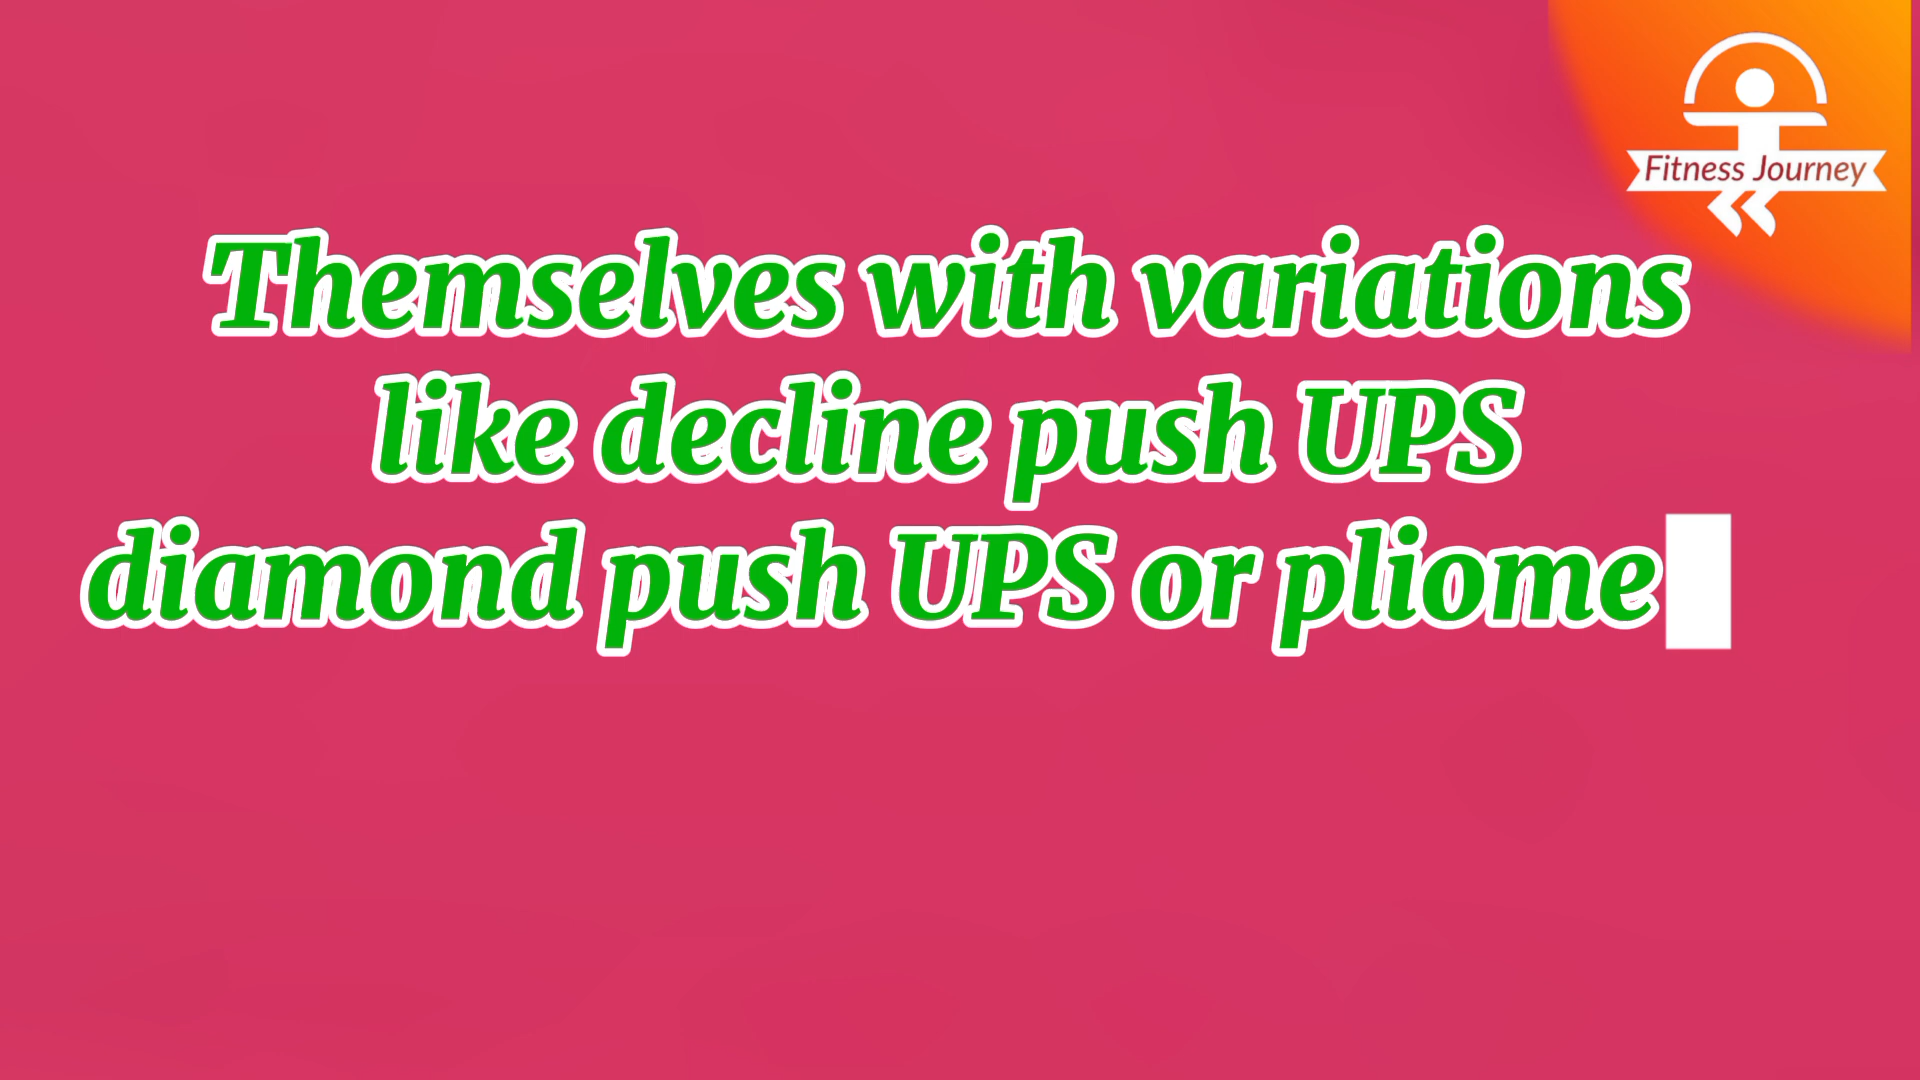 Fitness Journey
Themselves with variations
like decline push UPS
diamond push UPS or pliome